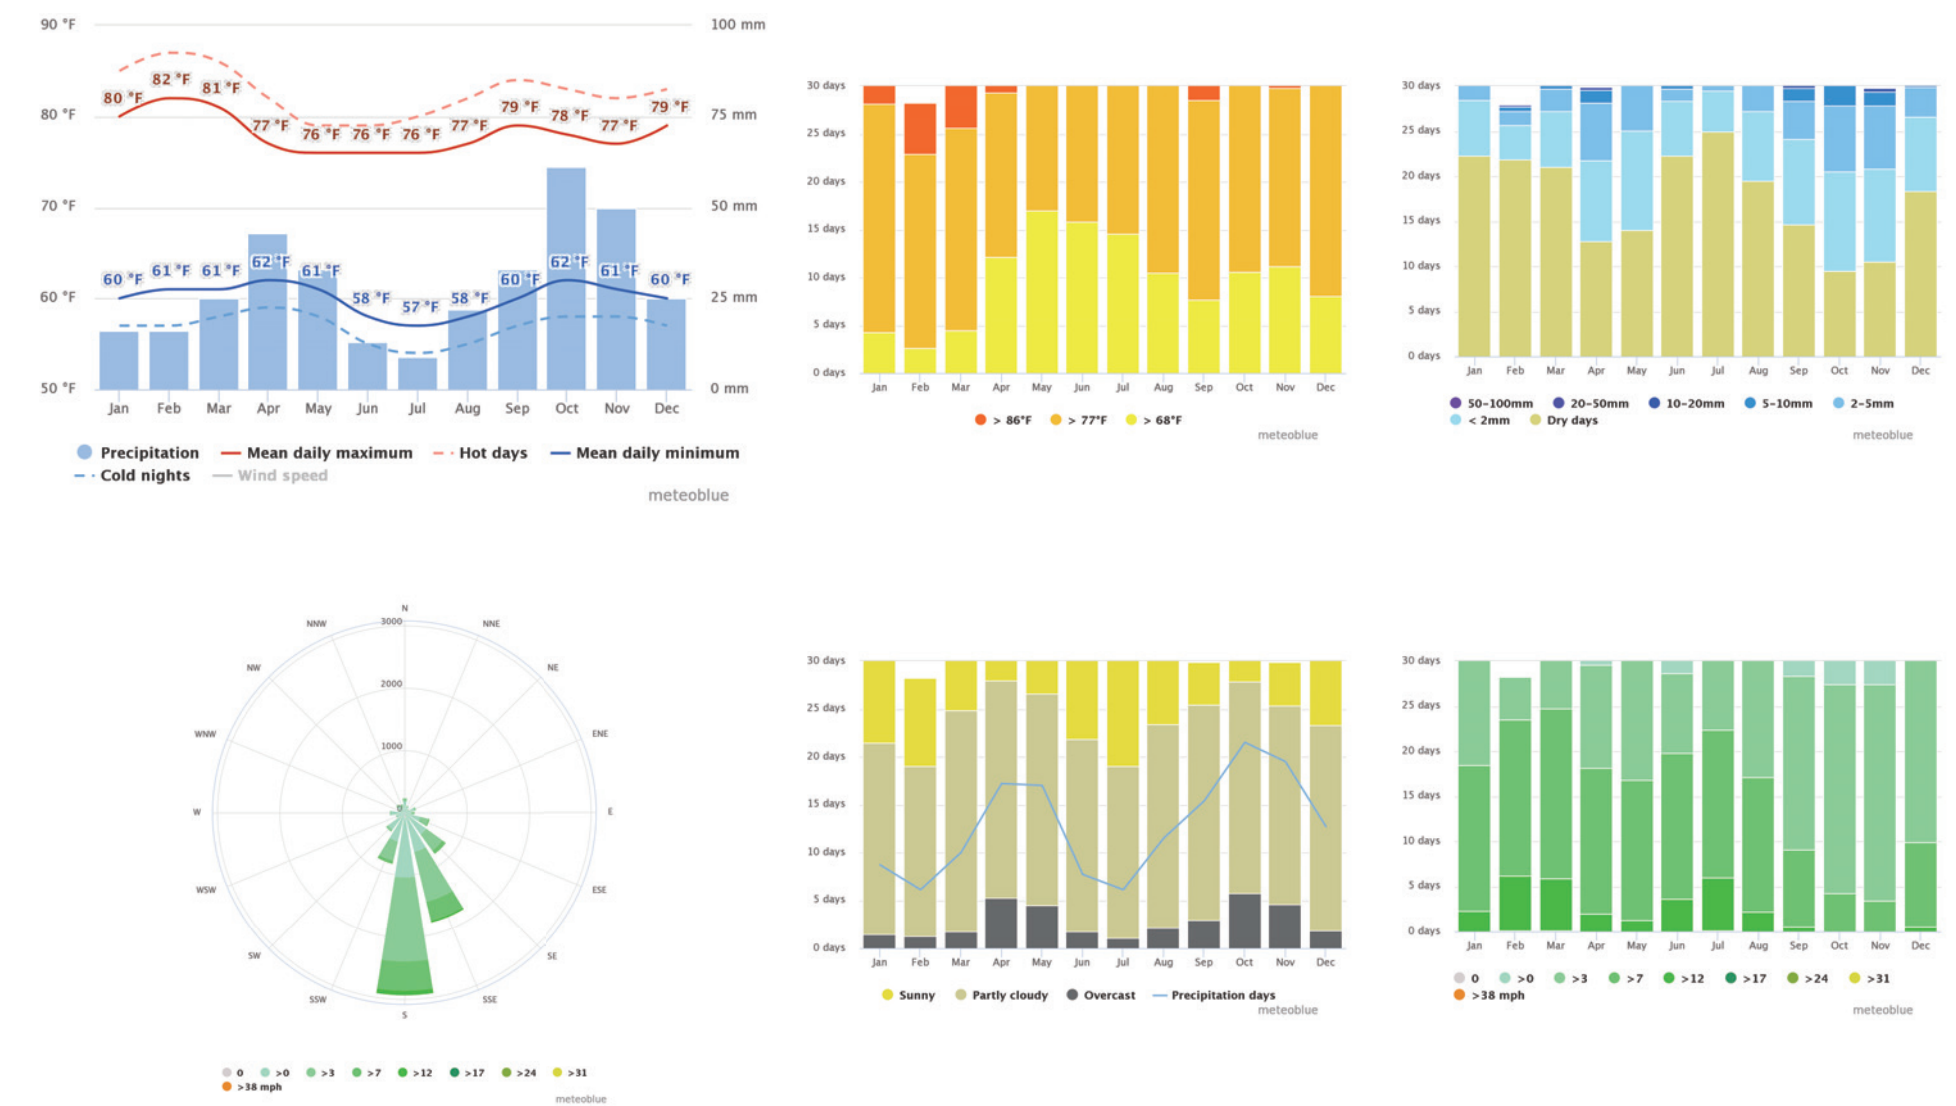 90 °F
100 mm
82 °F
81 °F
80 °F
79 °F
78 °F
79 °F
80 °F
77 °F
76 °F
76 °F
76 °F
77 °F
77 °F
75 mm
70 °F
50 mm
60 °F
61 °F
61 °F
62 °F
61 °F
58 °F
57 °F
58 °F
60 °F
62 °F
61 °F
60 °F
60 °F
25 mm
50 °F
0 mm
Jan Feb Mar Apr May Jun Jul Aug Sep Oct Nov Dec
Precipitation Mean daily maximum Hot days Mean daily minimum
Cold nights Wind speed
meteoblue
30 days
25 days
20 days
15 days
10 days
5 days
0 days
Jan Feb Mar Apr May Jun Jul Aug Sep Oct Nov Dec
> 86°F > 77°F > 68°F
meteoblue
30 days
25 days
20 days
15 days
10 days
5 days
0 days
Jan Feb Mar Apr May Jun Jul Aug Sep Oct Nov Dec
50-100mm 20-50mm 10-20mm 5-10mm 2-5mm
< 2mm Dry days
meteoblue
N
NNW
3000
NNE
NW
NE
2000
WNW
ENE
1000
0
W
E
WSW
ESE
SW
SE
SSW
SSE
S
0 >0 >3 >7 >12 >17 >24 >31
>38 mph
meteoblue
30 days
25 days
20 days
15 days
10 days
5 days
0 days
Jan Feb Mar Apr May Jun Jul Aug Sep Oct Nov Dec
Sunny Partly cloudy Overcast Precipitation days
meteoblue
30 days
25 days
20 days
15 days
10 days
5 days
0 days
Jan Feb Mar Apr May Jun Jul Aug Sep Oct Nov Dec
0 >0 >3 >7 >12 >17 >24 >31
>38 mph
meteoblue